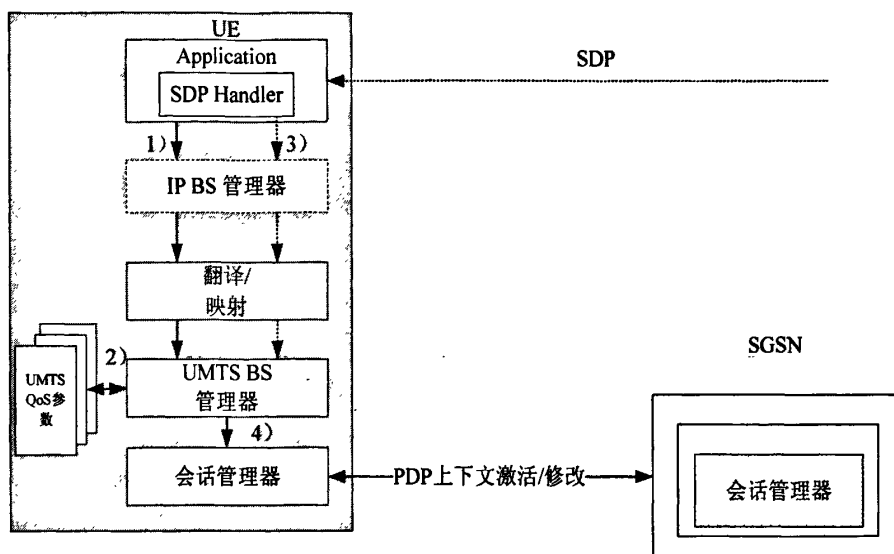 UE
Application
SDP
SDP Handler
1)
3)
IP BS 管理器
翻译/
映射
SGSN
2)
UMTS
QoS参
数
UMTS BS
管理器
4)
会话管理器
PDP上下文激活/修改
会话管理器